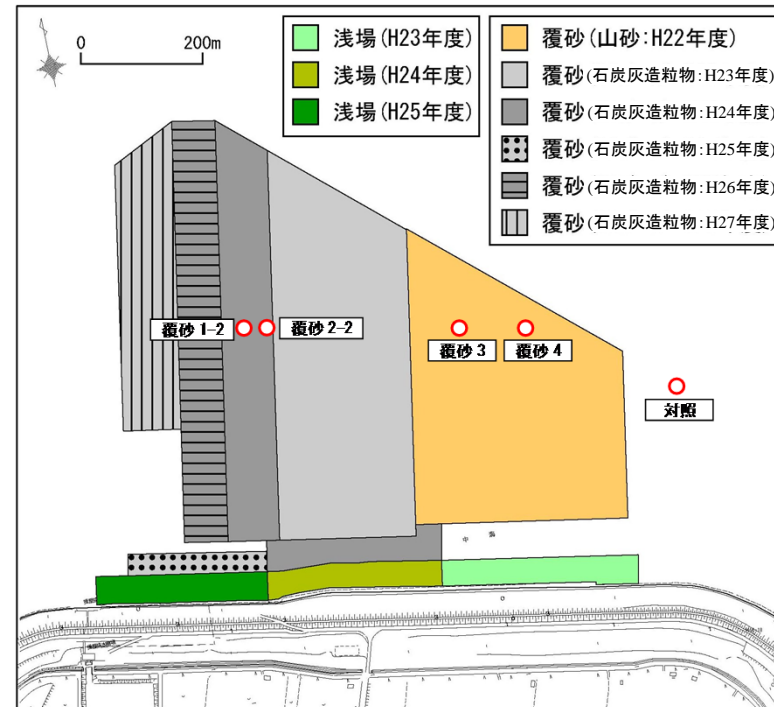 0 200m
浅場(H23年度)
浅場(H24年度)
浅場(H25年度)
覆砂(山砂:H22年度)
覆砂(石炭灰造粒物:H23年度)
覆砂(石炭灰造粒物:H24年度)
覆砂(石炭灰造粒物:H25年度)
覆砂(石炭灰造粒物:H26年度)
覆砂(石炭灰造粒物:H27年度)
覆砂1-2
覆砂2-2
覆砂3
覆砂4
対照